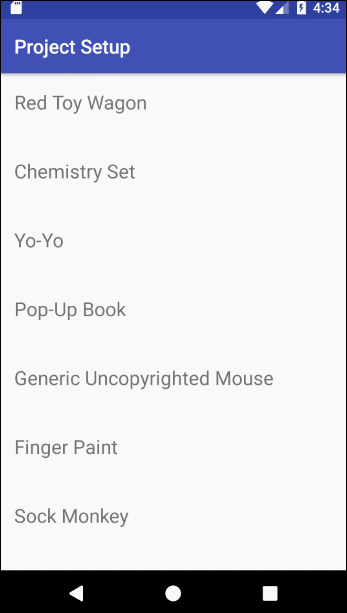 4:34
Project Setup
Red Toy Wagon
Chemistry Set
Yo-Yo
Pop-Up Book
Generic Uncopyrighted Mouse
Finger Paint
Sock Monkey